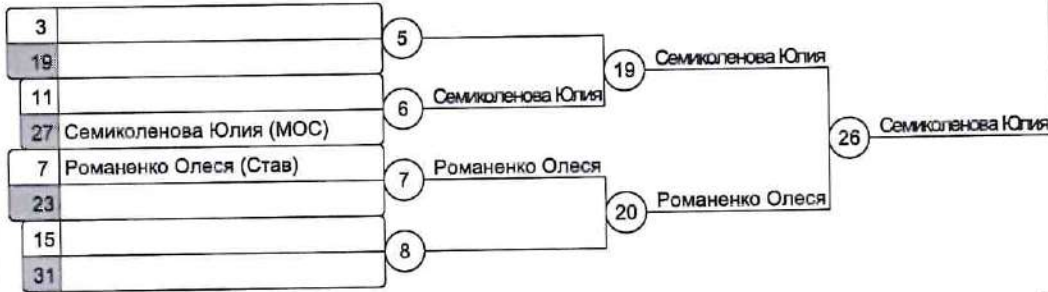 3
5
19
19 Семиколенова Юлия
11
6 Семиколенова Юлия
27 Семиколенова Юлия (МОС)
26 Семиколенова Юлия
7 Романенко Олеся (Став)
7 Романенко Олеся
23
20 Романенко Олеся
15
8
31